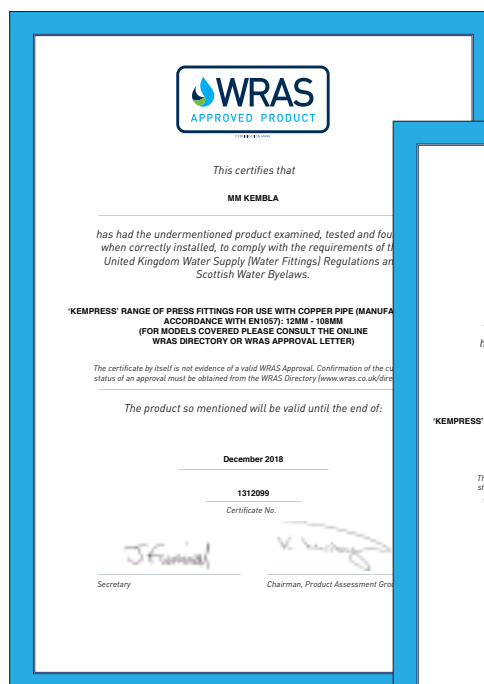 WRAS
APPROVED PRODUCT
CERTIFICATION MARK
This certifies that
MM KEMBLA
has had the undermentioned product examined, tested and fou
when correctly installed, to comply with the requirements of th
United Kingdom Water Supply (Water Fittings) Regulations an
Scottish Water Byelaws.
'KEMPRESS' RANGE OF PRESS FITTINGS FOR USE WITH COPPER PIPE (MANUFA
ACCORDANCE WITH EN1057): 12MM - 108MM
(FOR MODELS COVERED PLEASE CONSULT THE ONLINE
WRAS DIRECTORY OR WRAS APPROVAL LETTER)
The certificate by itself is not evidence of a valid WRAS Approval. Confirmation of the cu
status of an approval must be obtained from the WRAS Directory (www.wras.co.uk/dire
The product so mentioned will be valid until the end of:
December 2018
1312099
Certificate No.
Secretary
Chairman, Product Assessment Grou
h
'KEMPRESS'
Th
st